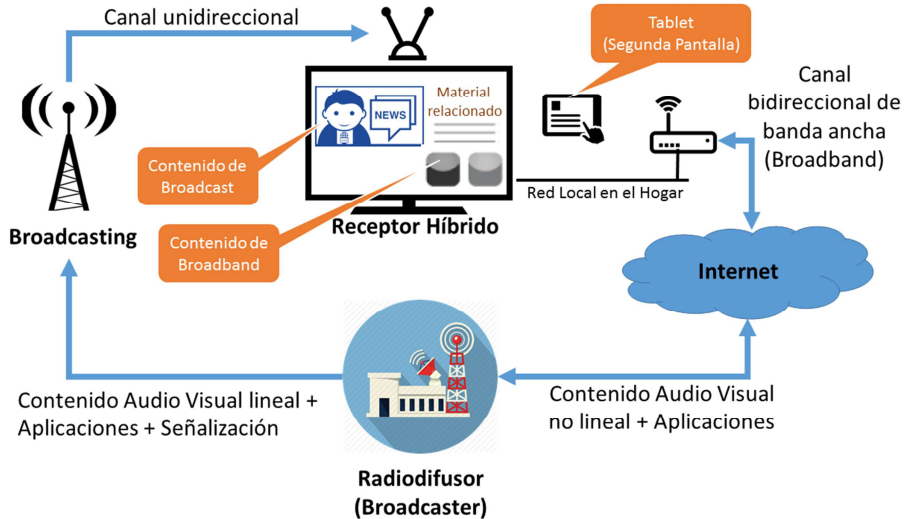 Canal unidireccional
Tablet
(Segunda Pantalla)
Material
relacionado
NEWS
Canal
bidireccional de
banda ancha
(Broadband)
Contenido de
Broadcast
Red Local en el Hogar
Broadcasting
Contenido de
Broadband
Receptor Híbrido
Internet
Contenido Audio Visual lineal +
Aplicaciones + Señalización
Contenido Audio Visual
no lineal + Aplicaciones
Radiodifusor
(Broadcaster)